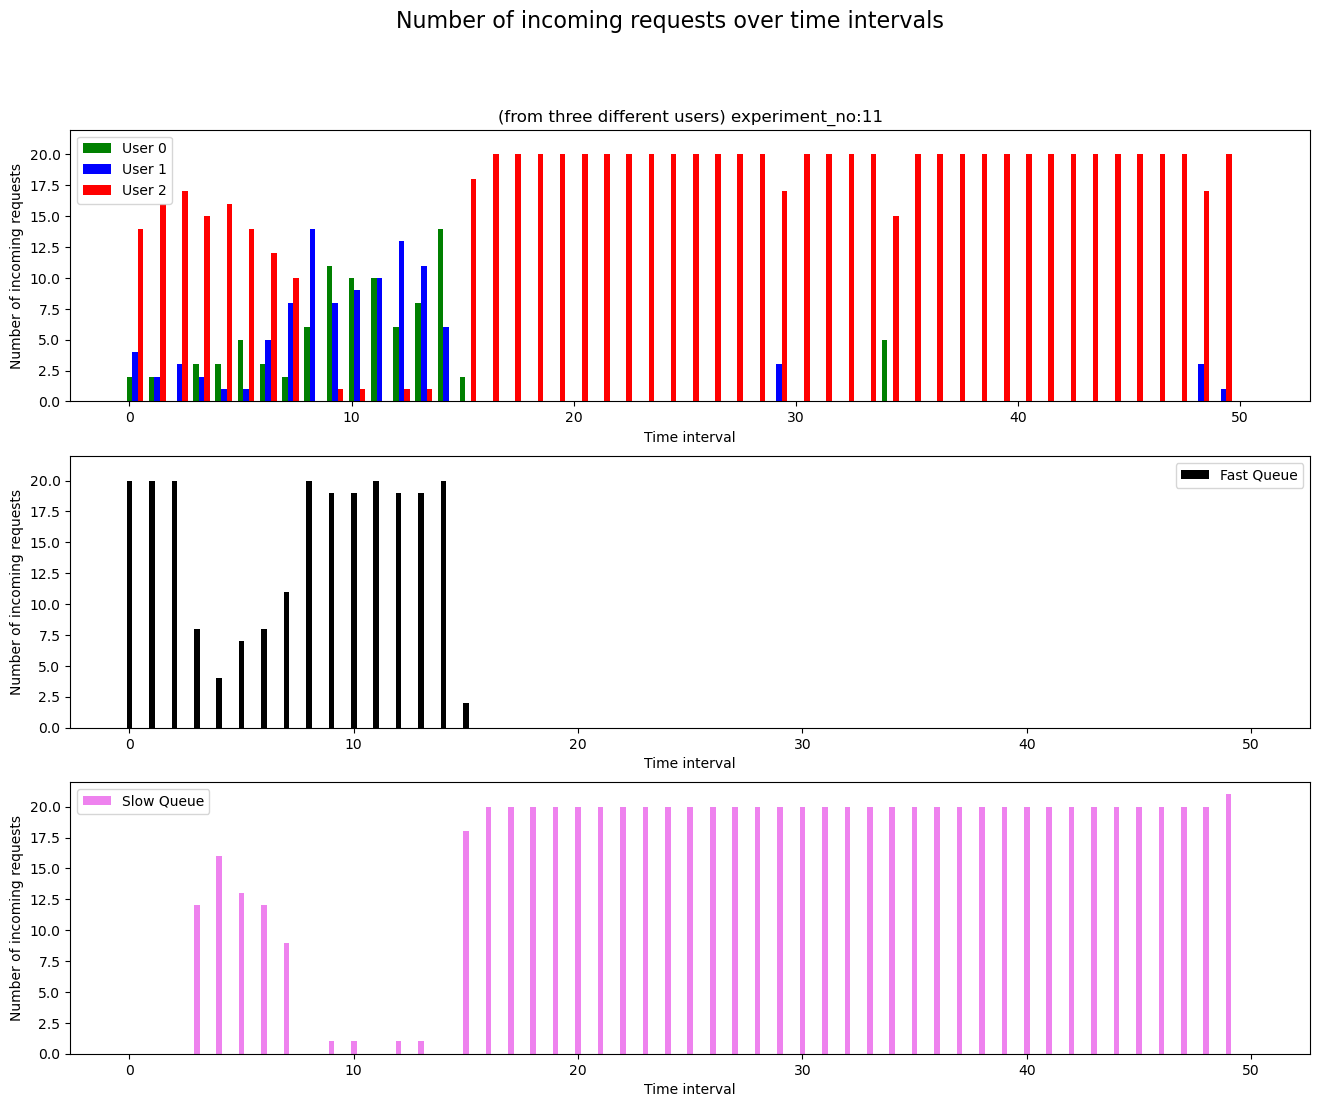 Number of incoming requests over time intervals
(from three different users) experiment_no:11
Number of incoming requests
20.0
17.5
15.0
12.5
10.0
7.5
5.0
2.5
0.0
User 0
User 1
User 2
0 10 20 30 40 50
Time interval
Number of incoming requests
20.0
17.5
15.0
12.5
10.0
7.5
5.0
2.5
0.0
Fast Queue
0 10 20 30 40 50
Time interval
Number of incoming requests
20.0
17.5
15.0
12.5
10.0
7.5
5.0
2.5
0.0
Slow Queue
0 10 20 30 40 50
Time interval